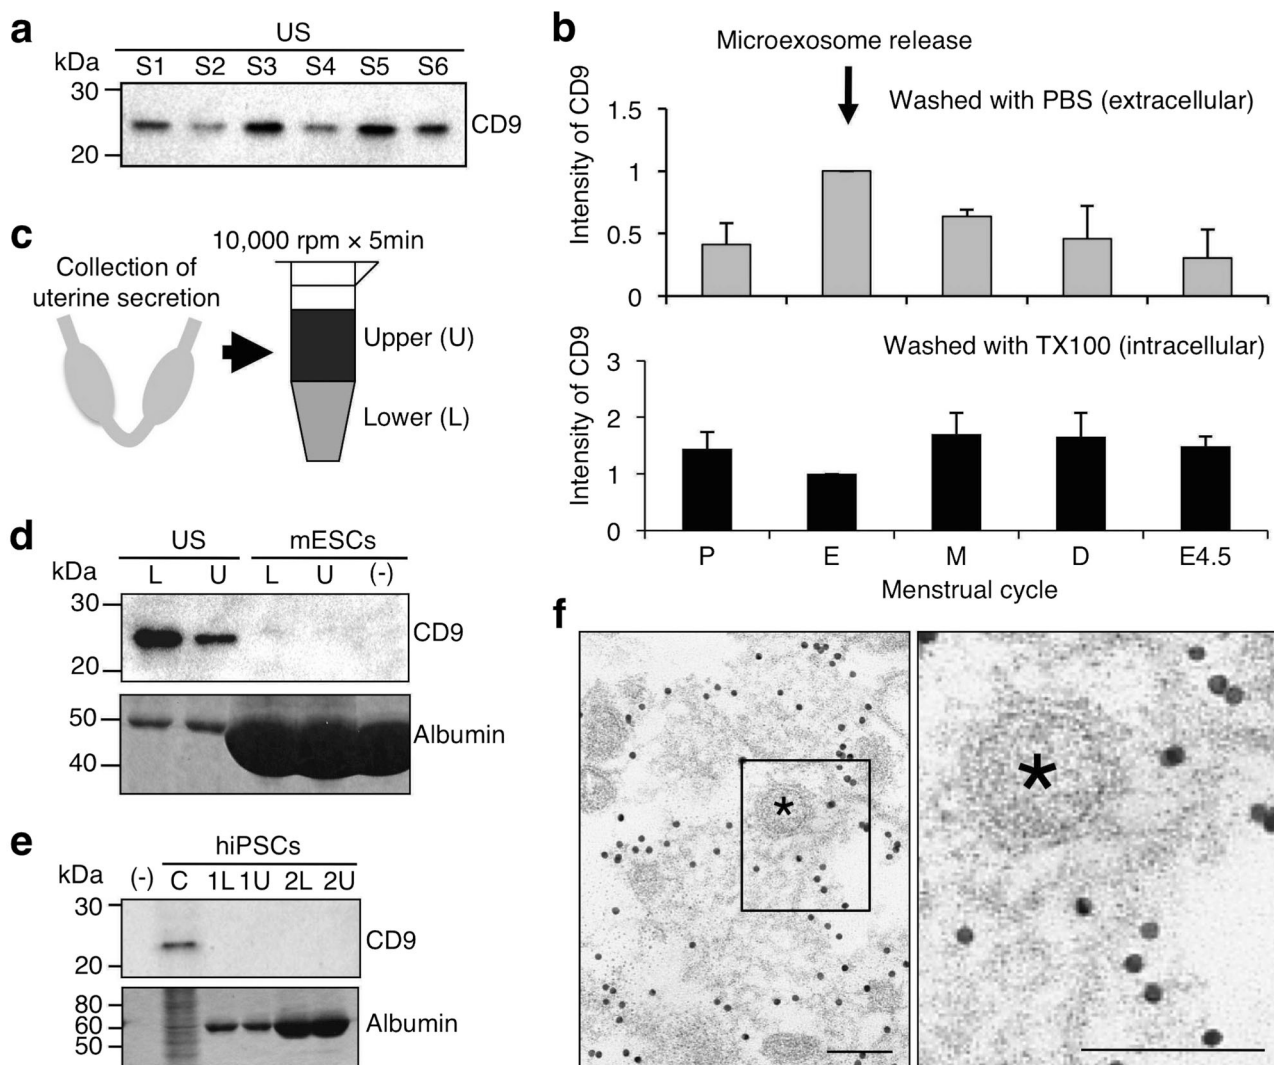 a
US
kDa
S1 S2 S3 S4 S5 S6
30
20
CD9
b
Microexosome release
Washed with PBS (extracellular)
Intensity of CD9
1.5
1
0.5
0
Washed with TX100 (intracellular)
Intensity of CD9
3
2
1
0
P E M D E4.5
Menstrual cycle
c
10,000 rpm × 5min
Collection of
uterine secretion
Upper (U)
Lower (L)
d
US mESCs
kDa
L U L U (-)
30
20
CD9
50
40
Albumin
e
hiPSCs
kDa
(-) C 1L 1U 2L 2U
30
20
CD9
80
60
50
Albumin
f
*
*